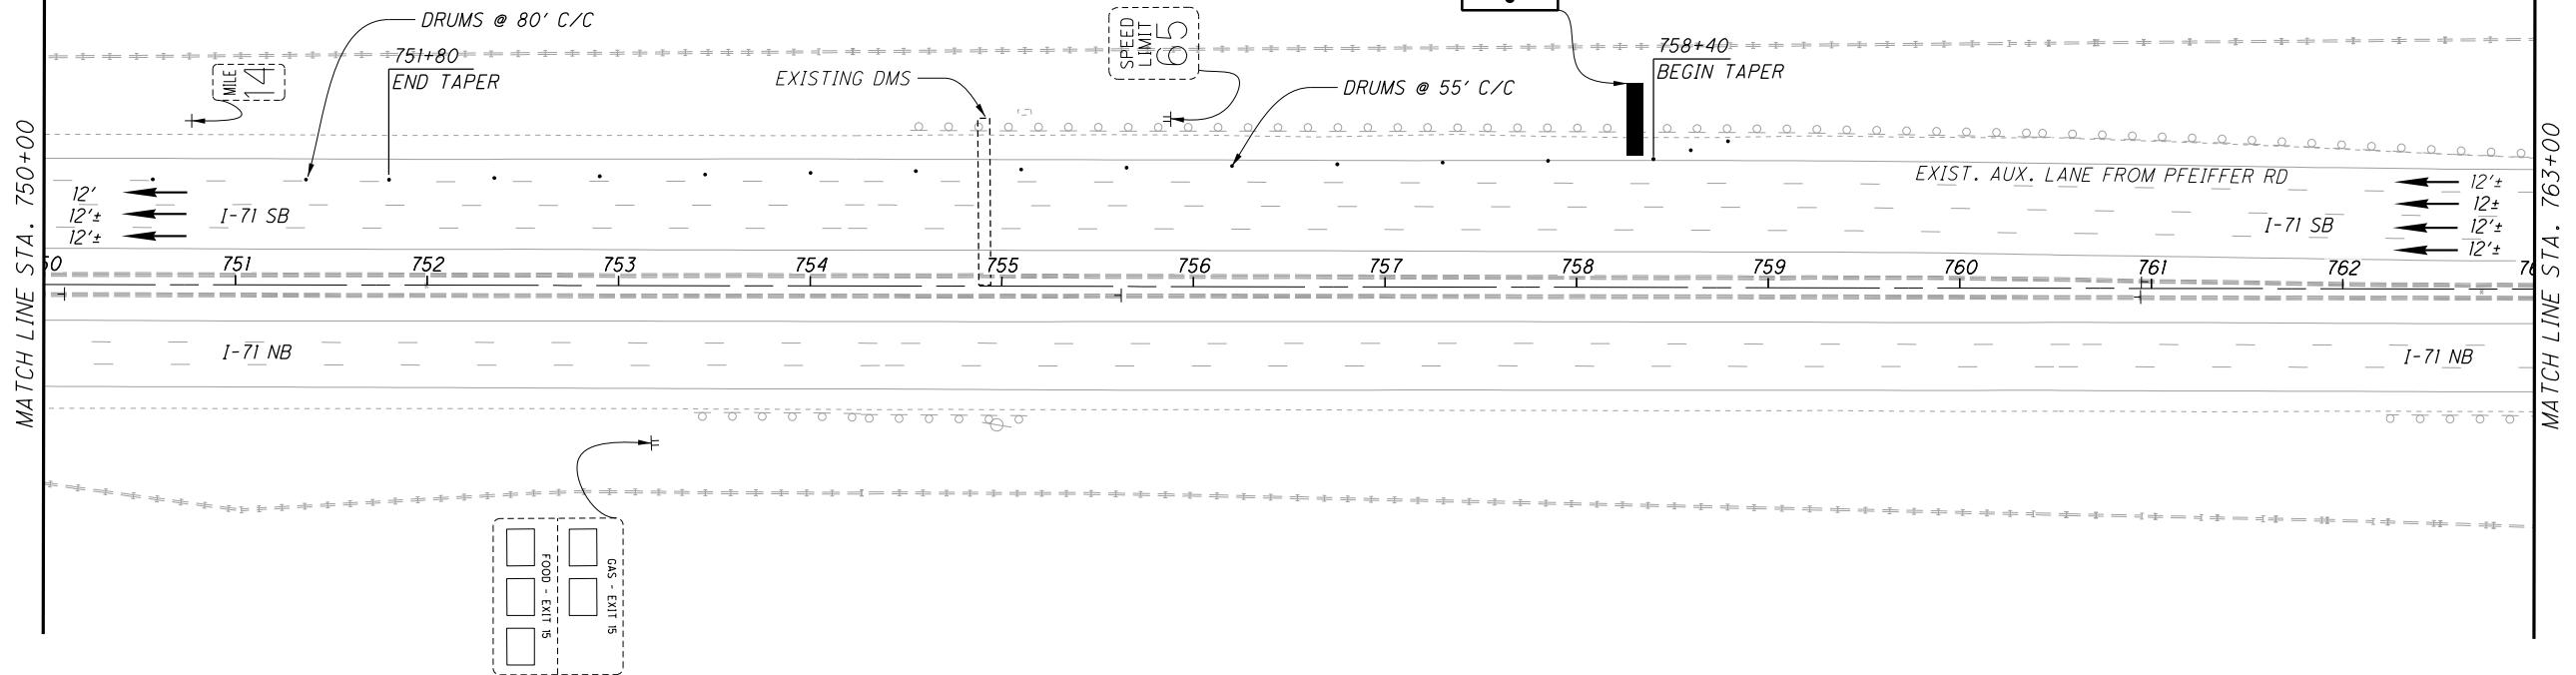 DRUMS @ 80' C/C
751+80
END TAPER
MILE
14
EXISTING DMS
SPEED
LIMIT
65
DRUMS @ 55' C/C
758+40
BEGIN TAPER
EXIST. AUX. LANE FROM PFEIFFER RD
12'
12'±
12'±
I-71 SB
I-71 SB
12'±
12±
12'±
12'±
MATCH LINE STA. 750+00
MATCH LINE STA. 763+00
50 751 752 753 754 755 756 757 758 759 760 761 762 76
I-71 NB
I-71 NB
GAS - EXIT 15
FOOD - EXIT 15